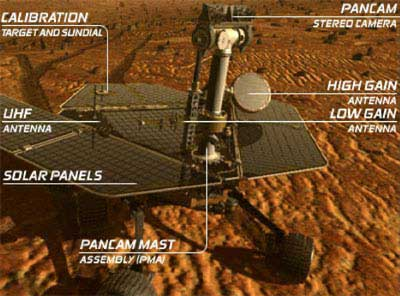 CALIBRATION
TARGET AND SUNDIAL
PANCAM
STEREO CAMERA
HIGH GAIN
ANTENNA
UHF
ANTENNA
LOW GAIN
ANTENNA
SOLAR PANELS
PANCAM MAST
ASSEMBLY (PMA)